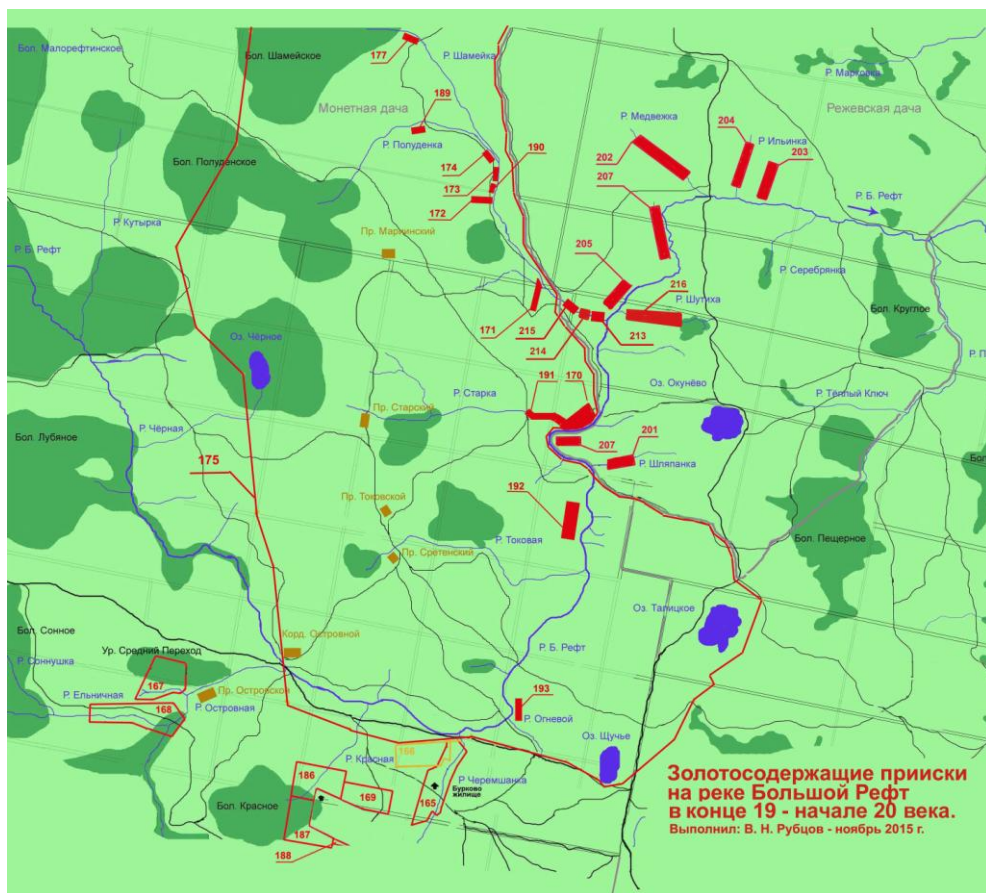 Бол. Малорефтинское
Бол. Шамейское
177
Р. Шамейка
Р. Марговка
Монетная дача
Режевская дача
189
Р. Полуденка
190
Р. Медвежка
204
Р Ильинка
202
203
174
Бол. Полуденское
173
207
172
Р. Б. Рефт
Р. Кутырка
Пр. Маркинский
Р. Б. Рефт
205
Р. Серебрянка
216
Р. Шутиха
Бол. Круглое
171
215
213
214
Оз. Чёрное
Р. П
191
170
Оз. Окунёво
Р. Старка
Р. Тёплый Ключ
Пр. Старский
Р. Чёрная
Бол. Лубяное
207
201
Р. Шляпанка
175
Бол
192
Пр. Токовской
Р. Токовая
Бол. Пещерное
Пр. Сретенский
Оз. Талицкое
Бол. Сонное
Корд. Островной
Ур. Средний Переход
Р. Б. Рефт
Р. Соннушка
167
Р. Ельничная
Пр. Островской
168
Р. Островная
193
Р. Огневой
Оз. Щучье
166
Р. Красная
186
Р. Черемшанка
Бурково
жилище
169
165
Бол. Красное
187
188
Золотосодержащие прииски
на реке Большой Рефт
в конце 19 - начале 20 века.
Выполнил: В. Н. Рубцов - ноябрь 2015 г.